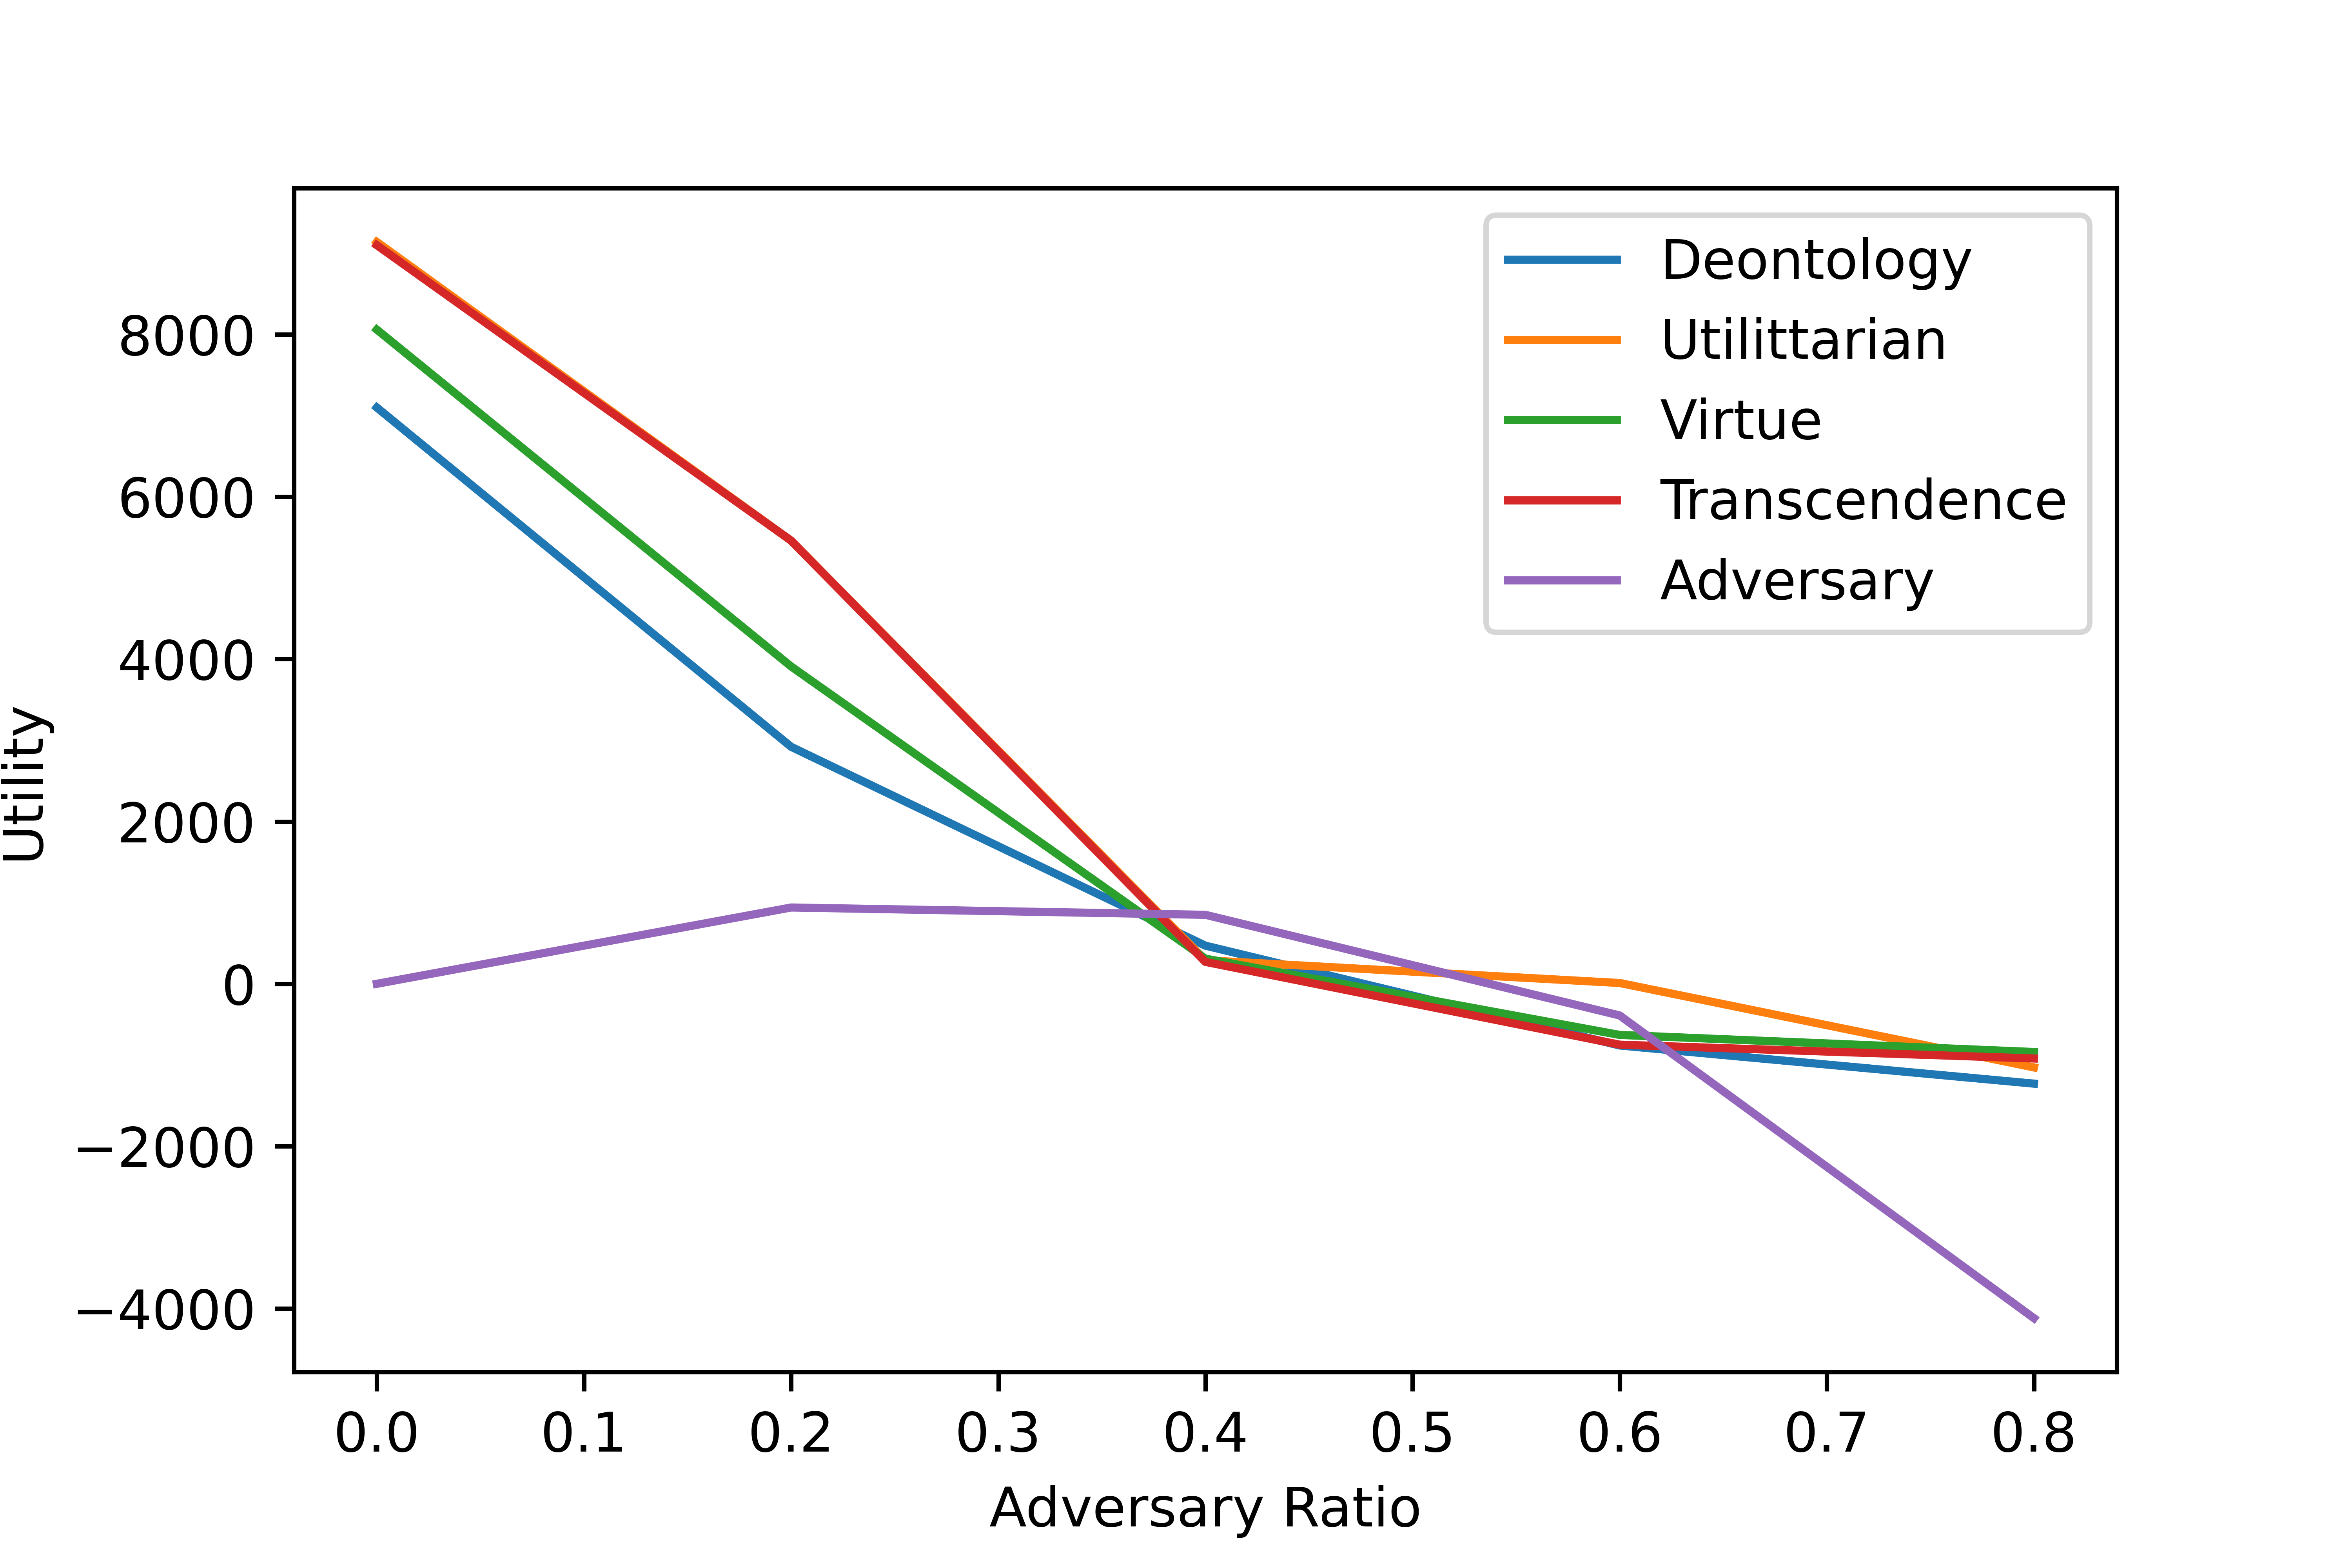 Deontology
Utilittarian
Virtue
Transcendence
Adversary
8000
6000
4000
2000
0
−2000
−4000
Utility
0.0 0.1 0.2 0.3 0.4 0.5 0.6 0.7 0.8
Adversary Ratio